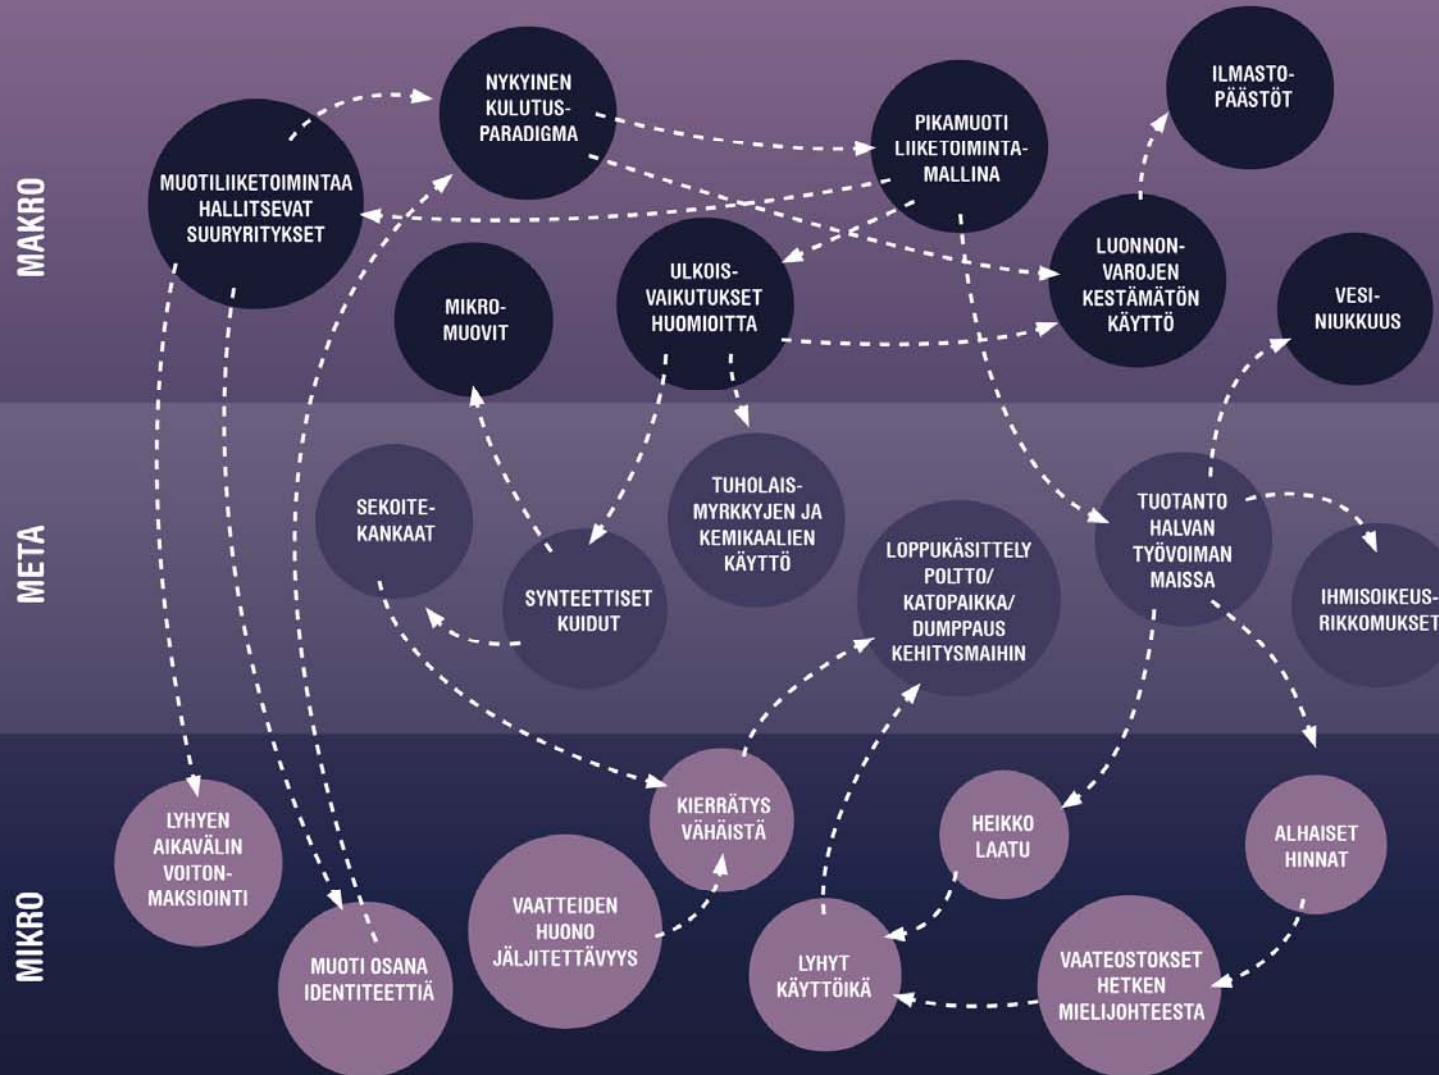 MAKRO
NYKYINEN
KULUTUS-
PARADIGMA
PIKAMUOTI
LIIKETOIMINTA-
MALLINA
ILMASTO-
PÄÄSTÖT
MUOTILIIKETOIMINTAA
HALLITSEVAT
SUURYRITYKSET
MIKRO-
MUOVIT
ULKOIS-
VAIKUTUKSET
HUOMIOITTA
LUONNON-
VAROJEN
KESTÄMÄTÖN
KÄYTTÖ
VESI-
NIUKKUUS
META
SEKOITE-
KANKAAT
SYNTEETTISET
KUIDUT
TUHOLAIS-
MYRKKYJEN JA
KEMIKAALIEN
KÄYTTÖ
LOPPUKÄSITTELY
POLTTO/
KATOPAIKKA/
DUMPPAUS
KEHITYSMAIHIN
TUOTANTO
HALVAN
TYÖVOIMAN
MAISSA
IHMISOIKEUS-
RIKKOMUKSET
MIKRO
LYHYEN
AIKAVÄLIN
VOITON-
MAKSIOINTI
MUOTI OSANA
IDENTITEETTIÄ
VAATTEIDEN
HUONO
JÄLJITETTÄVYYS
KIERRÄTYS
VÄHÄISTÄ
LYHYT
KÄYTTÖIKÄ
HEIKKO
LAATU
VAATEOSTOKSET
HETKEN
MIELIJOHTEESTA
ALHAISET
HINNAT